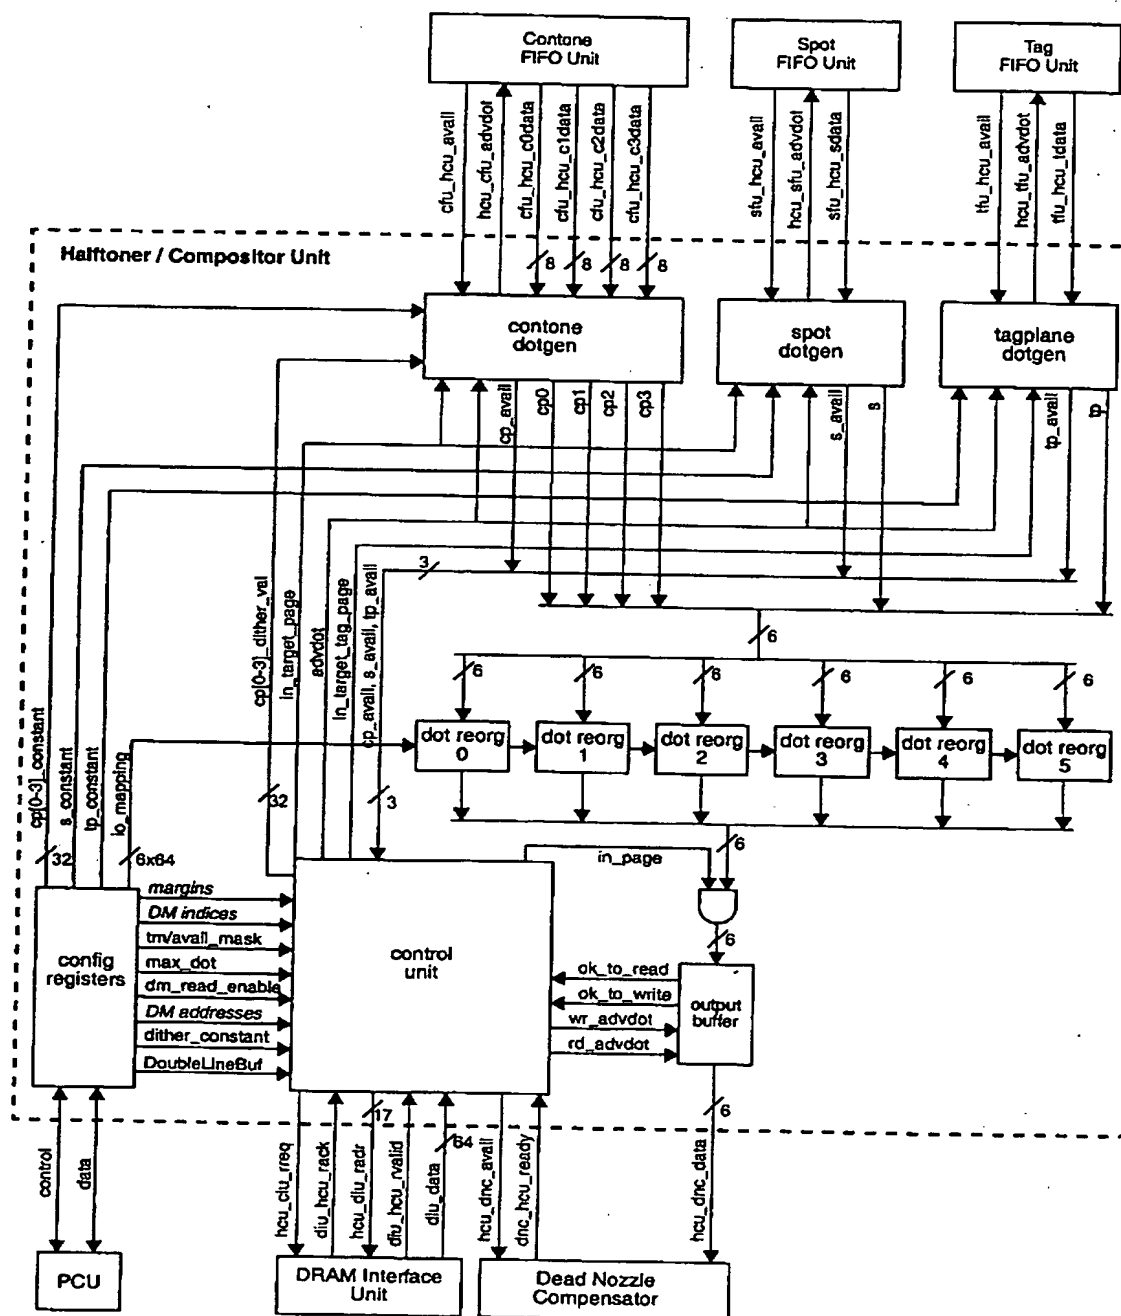 Contone
FIFO Unit
Spot
FIFO Unit
Tag
FIFO Unit
cfu_hcu_avail
hcu_cfu_advdot
cfu_hcu_c0data
cfu_hcu_c1data
cfu_hcu_c2data
cfu_hcu_c3data
sfu_hcu_avail
hcu_sfu_advdot
sfu_hcu_sdata
tfu_hcu_avail
hcu_tfu_advdot
tfu_hcu_tdata
Halftoner / Compositor Unit
8
8
8
8
contone
dotgen
spot
dotgen
tagplane
dotgen
cp_avail
cp0
cp1
cp2
cp3
s_avail
s
tp_avail
tp
3
6
6
6
6
6
6
6
cp[0-3]_constant
s_constant
tp_constant
io_mapping
cp[0-3]_dither_val
in_target_page
advdot
in_target_tag_page
cp_avail, s_avail, tp_avail
dot reorg
0
dot reorg
1
dot reorg
2
dot reorg
3
dot reorg
4
dot reorg
5
32
3
32
6x64
in_page
6
6
config
registers
margins
DM indices
tm/avail_mask
max_dot
dm_read_enable
DM addresses
dither_constant
DoubleLineBuf
control
unit
ok_to_read
ok_to_write
wr_advdot
rd_advdot
output
buffer
17
64
6
control
data
hcu_diu_rreq
diu_hcu_rack
hcu_diu_radr
diu_hcu_rvalid
diu_data
hcu_dnc_avail
dnc_hcu_ready
hcu_dnc_data
PCU
DRAM Interface
Unit
Dead Nozzle
Compensator